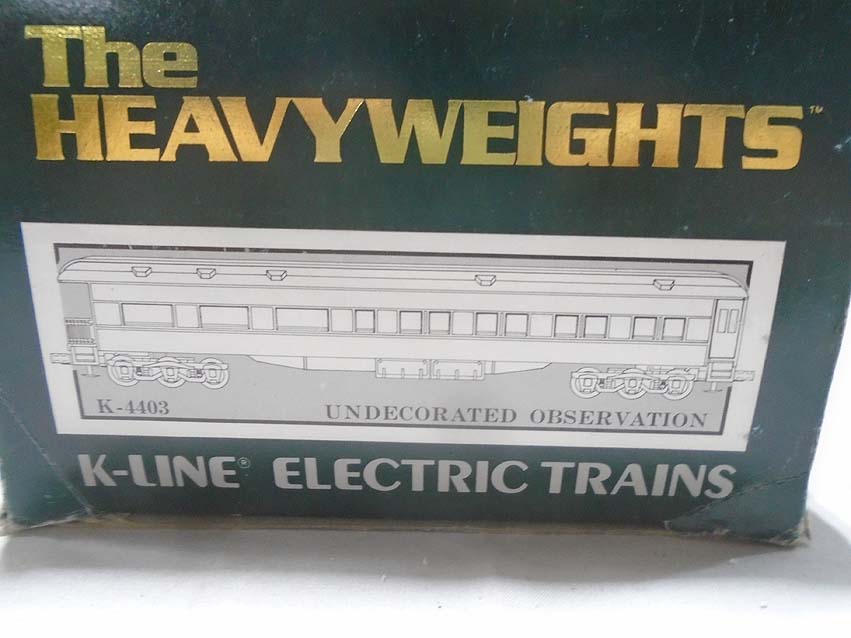 The
HEAVYWEIGHTS™
K-4403 UNDECORATED OBSERVATION
K-LINE® ELECTRIC TRAINS